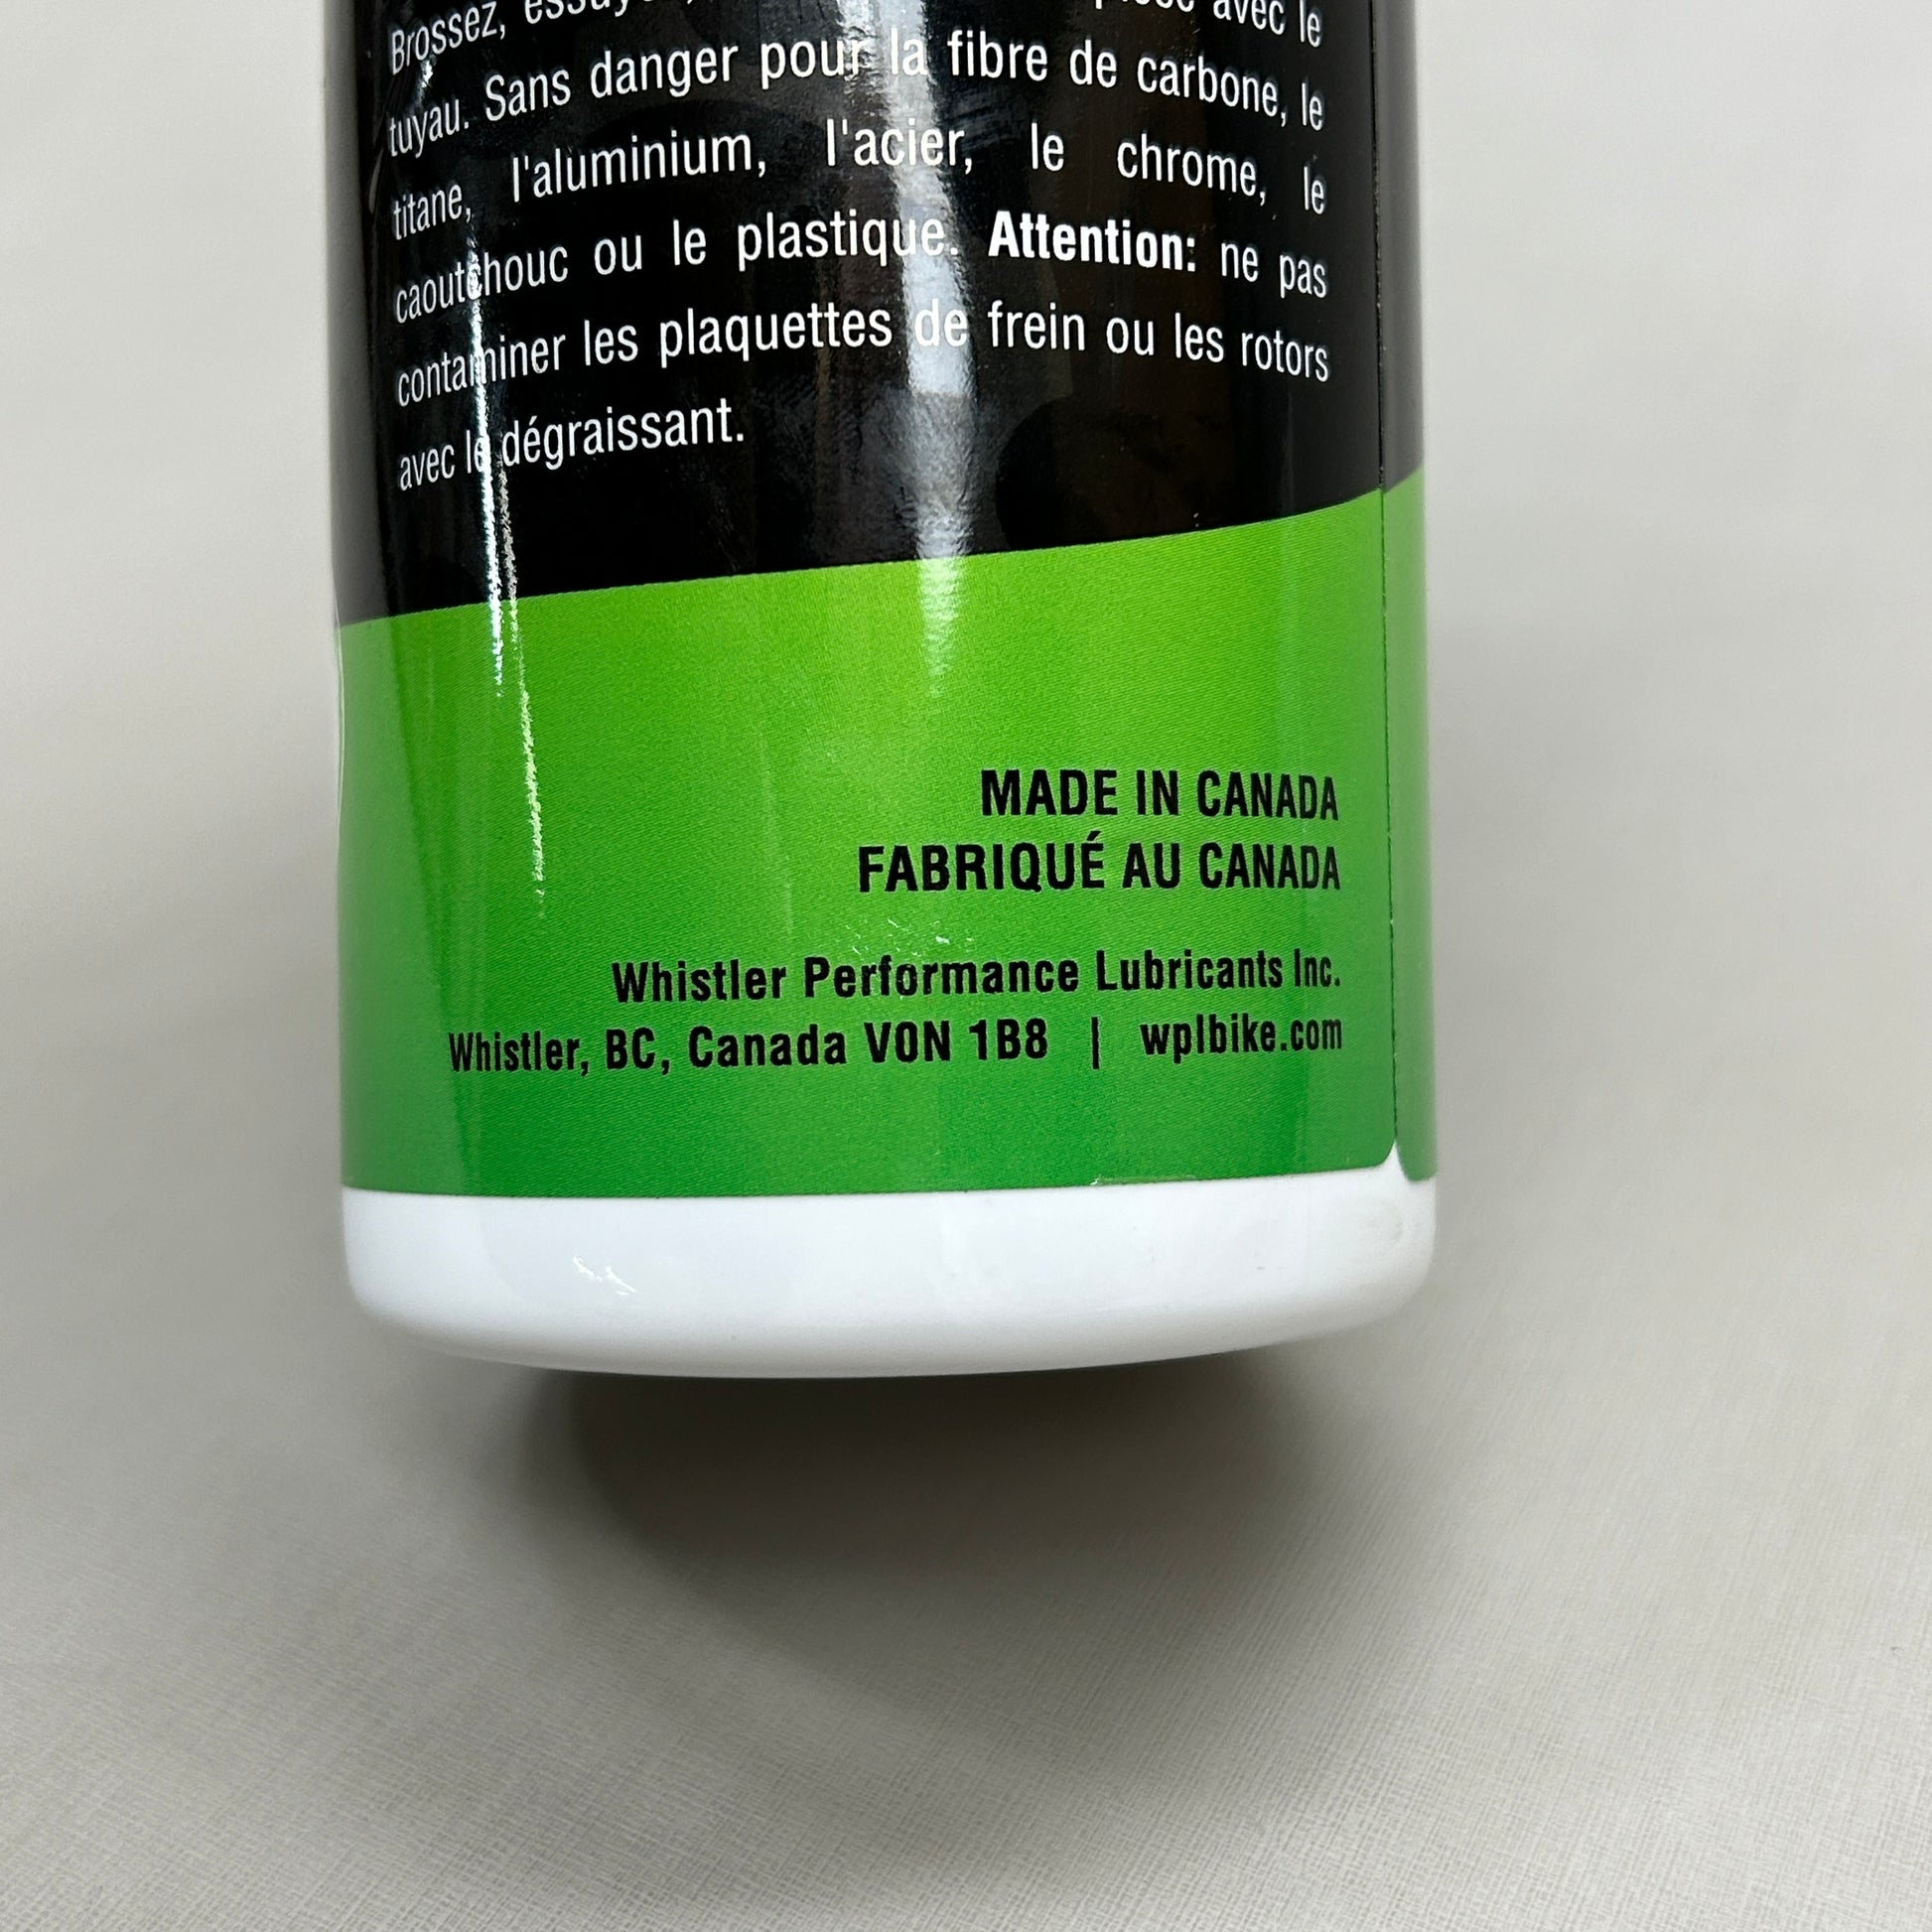 Brossez, avec le
tuyau. Sans danger pour la fibre de carbone, le
titane, l'aluminium, l'acier, le chrome, le
caoutchouc ou le plastique. Attention: ne pas
contaminer les plaquettes de frein ou les rotors
avec le dégraissant.
MADE IN CANADA
FABRIQUÉ AU CANADA
Whistler Performance Lubricants Inc.
Whistler, BC, Canada V0N 1B8 | wplbike.com